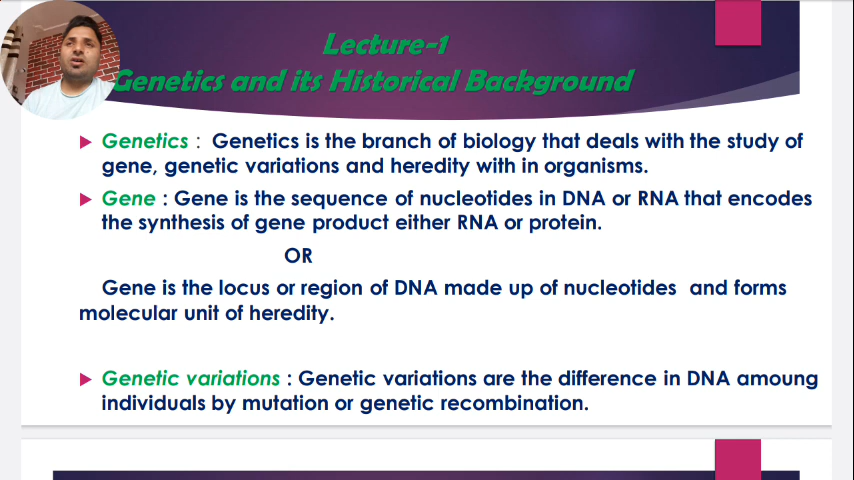 Lecture-1
Genetics and its Historical Background
Genetics : Genetics is the branch of biology that deals with the study of
gene, genetic variations and heredity with in organisms.
Gene : Gene is the sequence of nucleotides in DNA or RNA that encodes
the synthesis of gene product either RNA or protein.
OR
Gene is the locus or region of DNA made up of nucleotides and forms
molecular unit of heredity.
Genetic variations : Genetic variations are the difference in DNA amoung
individuals by mutation or genetic recombination.